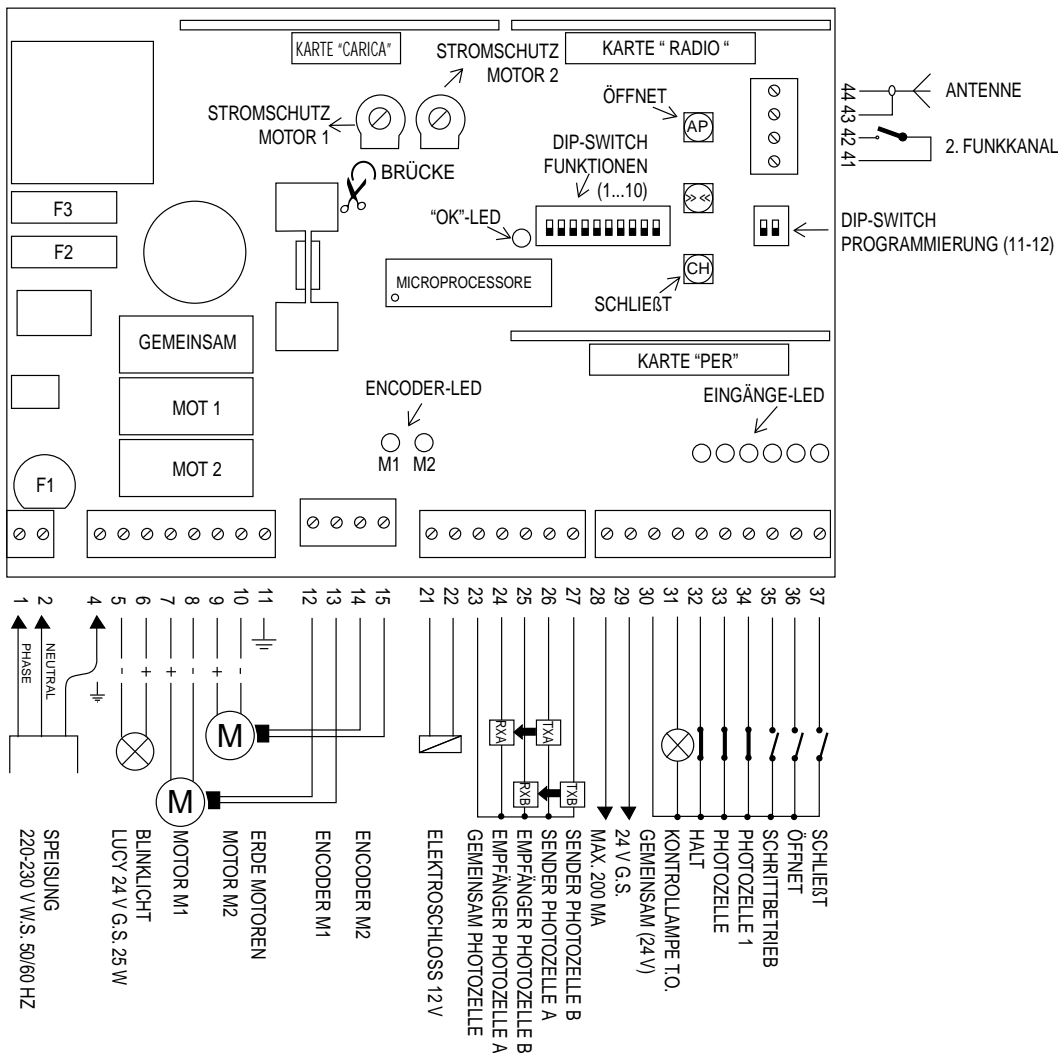 KARTE "CARICA"
STROMSCHUTZ
MOTOR 2
KARTE " RADIO "
STROMSCHUTZ
MOTOR 1
ÖFFNET
AP
44
43
42
41
ANTENNE
2. FUNKKANAL
BRÜCKE
DIP-SWITCH
FUNKTIONEN
(1...10)
>> <<
F3
F2
"OK"-LED
DIP-SWITCH
PROGRAMMIERUNG (11-12)
MICROPROCESSORE
CH
SCHLIEßT
GEMEINSAM
KARTE "PER"
MOT 1
ENCODER-LED
EINGÄNGE-LED
MOT 2
M1
M2
F1
1
2
4
5
6
7
8
9
10
11
12
13
14
15
21
22
23
24
25
26
27
28
29
30
31
32
33
34
35
36
37
PHASE
NEUTRAL
-
+
+
-
+
-
M
M
RXA
TXA
RXB
TXB
SPEISUNG
220-230 V W.S. 50/60 HZ
BLINKLICHT
LUCY 24 V G.S. 25 W
MOTOR M1
MOTOR M2
ERDE MOTOREN
ENCODER M1
ENCODER M2
ELEKTROSCHLOSS 12 V
GEMEINSAM PHOTOZELLE
EMPFÄNGER PHOTOZELLE A
EMPFÄNGER PHOTOZELLE B
SENDER PHOTOZELLE A
SENDER PHOTOZELLE B
MAX. 200 MA
24 V G.S.
GEMEINSAM (24 V)
KONTROLLAMPE T.O.
HALT
PHOTOZELLE
PHOTOZELLE 1
SCHRITTBETRIEB
ÖFFNET
SCHLIEßT